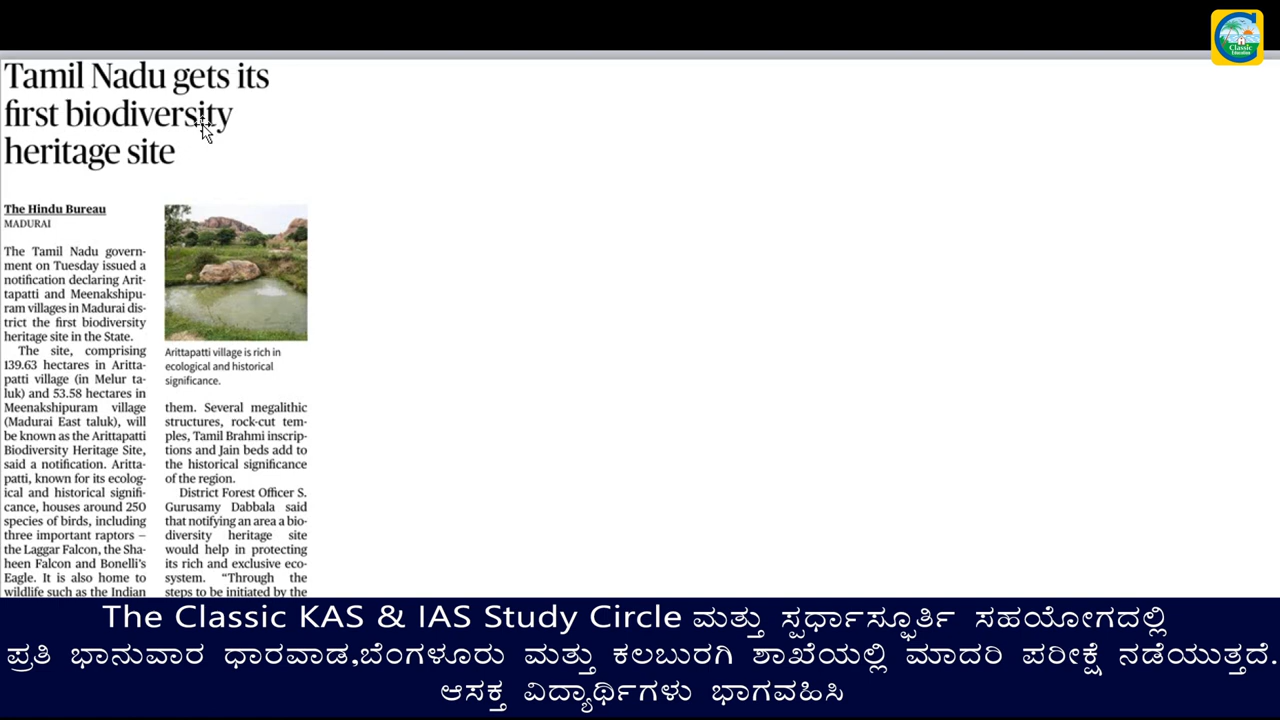 Classic
Education
Tamil Nadu gets its
first biodiversity
heritage site
The Hindu Bureau
MADURAI
The Tamil Nadu govern-
ment on Tuesday issued a
notification declaring Arit-
tapatti and Meenakshipu-
ram villages in Madurai dis-
trict the first biodiversity
heritage site in the State.
The site, comprising
139.63 hectares in Aritta-
patti village (in Melur ta-
luk) and 53.58 hectares in
Meenakshipuram village
(Madurai East taluk), will
be known as the Arittapatti
Biodiversity Heritage Site,
said a notification. Aritta-
patti, known for its ecolog-
ical and historical signifi-
cance, houses around 250
species of birds, including
three important raptors –
the Laggar Falcon, the Sha-
heen Falcon and Bonelli's
Eagle. It is also home to
wildlife such as the Indian
Arittapatti village is rich in
ecological and historical
significance.
them. Several megalithic
structures, rock-cut tem-
ples, Tamil Brahmi inscrip-
tions and Jain beds add to
the historical significance
of the region.
District Forest Officer S.
Gurusamy Dabbala said
that notifying an area a bio-
diversity heritage site
would help in protecting
its rich and exclusive eco-
system. “Through the
steps to be initiated by the
The Classic KAS & IAS Study Circle ಮತ್ತು ಸ್ಪರ್ಧಾಸ್ಫೂರ್ತಿ ಸಹಯೋಗದಲ್ಲಿ
ಪ್ರತಿ ಭಾನುವಾರ ಧಾರವಾಡ,ಬೆಂಗಳೂರು ಮತ್ತು ಕಲಬುರಗಿ ಶಾಖೆಯಲ್ಲಿ ಮಾದರಿ ಪರೀಕ್ಷೆ ನಡೆಯುತ್ತದೆ.
ಆಸಕ್ತ ವಿದ್ಯಾರ್ಥಿಗಳು ಭಾಗವಹಿಸಿ